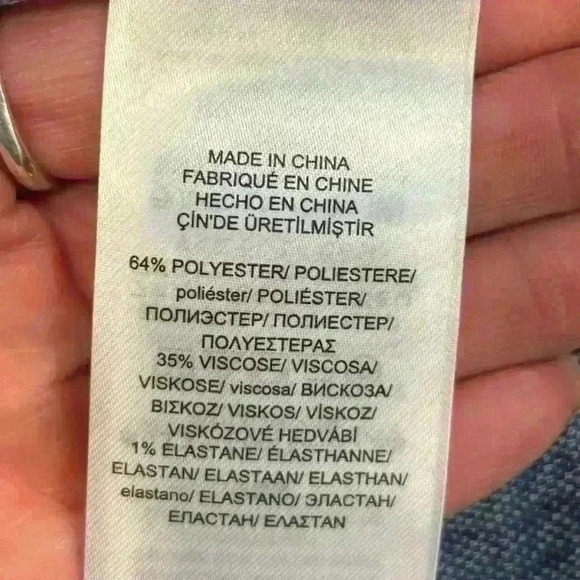 MADE IN CHINA
FABRIQUÉ EN CHINE
HECHO EN CHINA
ÇİN'DE ÜRETİLMİŞTİR
64% POLYESTER/ POLIESTERE/
poliéster/ POLIÉSTER/
ПОЛИЭСТЕР/ ПОЛИЕСТЕР/
ΠΟΛΥΕΣΤΕΡΑΣ
35% VISCOSE/ VISCOSA/
VISKOSE/ viscosa/ ВИСКОЗА/
ΒΙΣΚΟΖ/ VISKOS/ VİSKOZ/
VISKÓZOVÉ HEDVÁBÍ
1% ELASTANE/ ÉLASTHANNE/
ELASTAN/ ELASTAAN/ ELASTHAN/
elastano/ ELASTANO/ ЭЛАСТАН/
ЕЛАСТАН/ ΕΛΑΣΤΑΝ